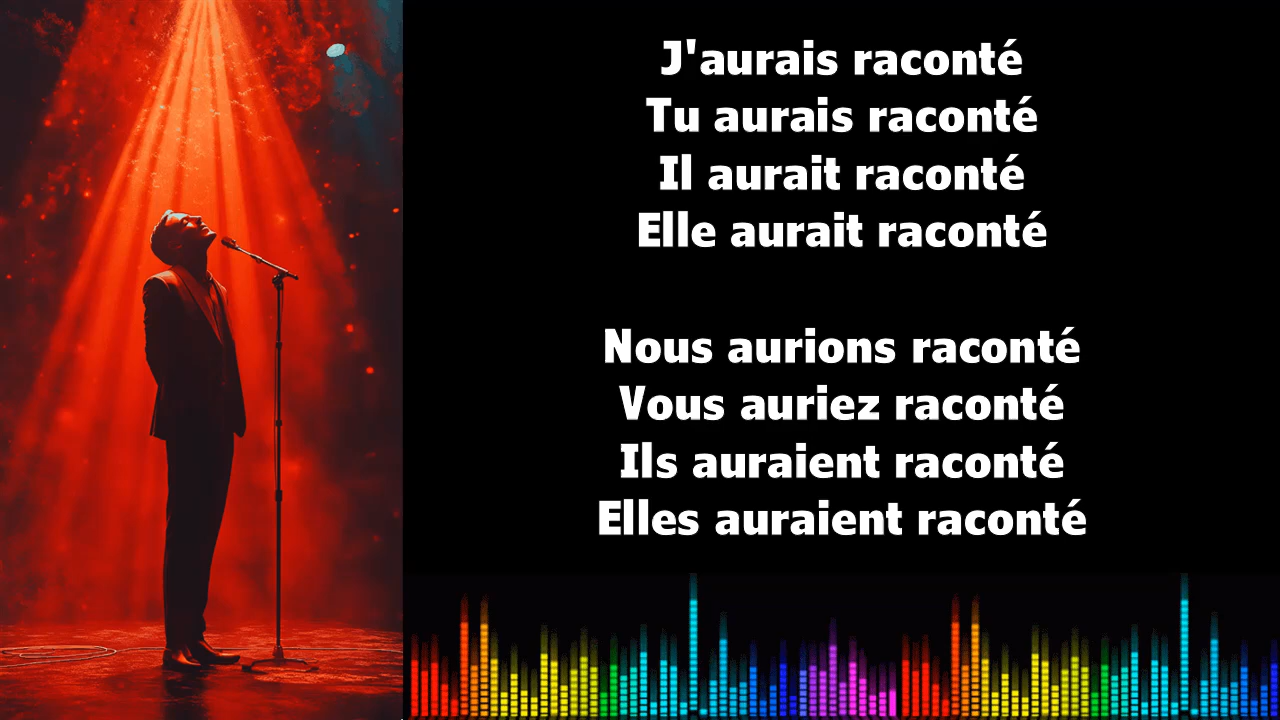 J'aurais raconté
Tu aurais raconté
Il aurait raconté
Elle aurait raconté
Nous aurions raconté
Vous auriez raconté
Ils auraient raconté
Elles auraient raconté